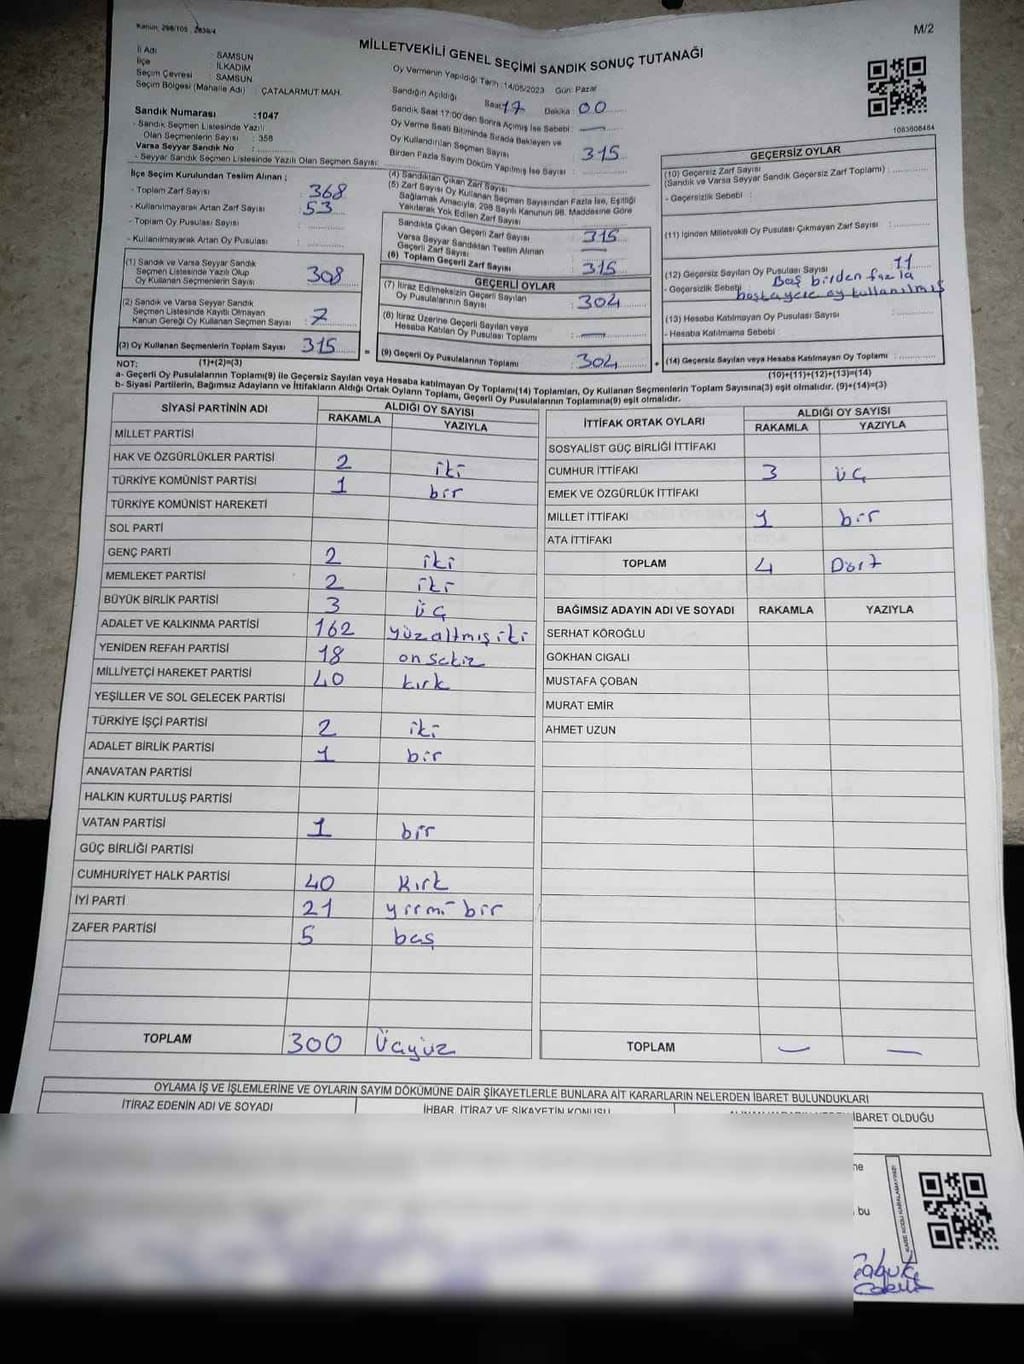 Kanun: 298/105, 2839/4
M/2
MİLLETVEKİLİ GENEL SEÇİMİ SANDIK SONUÇ TUTANAĞI
İl Adı : SAMSUN
İlçe : İLKADIM
Seçim Çevresi : SAMSUN
Seçim Bölgesi (Mahalle Adı) : ÇATALARMUT MAH.
Sandık Numarası :1047
- Sandık Seçmen Listesinde Yazılı
Olan Seçmenlerin Sayısı : 358
Varsa Seyyar Sandık No :
- Seyyar Sandık Seçmen Listesinde Yazılı Olan Seçmen Sayısı:
Oy Vermenin Yapıldığı Tarih :14/05/2023 Gün: Pazar
Sandığın Açıldığı Saat 17 Dakika 00
Sandık Saat 17:00'den Sonra Açılmış İse Sebebi: —
Oy Verme Saati Bitiminde Sırada Bekleyen ve
Oy Kullandırılan Seçmen Sayısı 315
Birden Fazla Sayım Döküm Yapılmış İse Sayısı :
1083608484
İlçe Seçim Kurulundan Teslim Alınan ;
- Toplam Zarf Sayısı : 368
- Kullanılmayarak Artan Zarf Sayısı : 53
- Toplam Oy Pusulası Sayısı :
- Kullanılmayarak Artan Oy Pusulası :
(1) Sandık ve Varsa Seyyar Sandık
Seçmen Listesinde Yazılı Olup
Oy Kullanan Seçmenlerin Sayısı : 308
(2) Sandık ve Varsa Seyyar Sandık
Seçmen Listesinde Kayıtlı Olmayan
Kanun Gereği Oy Kullanan Seçmen Sayısı : 7
(3) Oy Kullanan Seçmenlerin Toplam Sayısı : 315
(4) Sandıktan Çıkan Zarf Sayısı
(5) Zarf Sayısı Oy Kullanan Seçmen Sayısından Fazla İse, Eşitliği
Sağlamak Amacıyla, 298 Sayılı Kanunun 98. Maddesine Göre
Yakılarak Yok Edilen Zarf Sayısı
Sandıkta Çıkan Geçerli Zarf Sayısı 315
Varsa Seyyar Sandıktan Teslim Alınan
Geçerli Zarf Sayısı : —
(6) Toplam Geçerli Zarf Sayısı : 315
GEÇERLİ OYLAR
(7) İtiraz Edilmeksizin Geçerli Sayılan
Oy Pusulalarının Sayısı : 304
(8) İtiraz Üzerine Geçerli Sayılan veya
Hesaba Katılan Oy Pusulası Toplamı : —
= (9) Geçerli Oy Pusulalarının Toplamı : 304
GEÇERSİZ OYLAR
(10) Geçersiz Zarf Sayısı
(Sandık ve Varsa Seyyar Sandık Geçersiz Zarf Toplamı) :
- Geçersizlik Sebebi :
(11) İçinden Milletvekili Oy Pusulası Çıkmayan Zarf Sayısı :
(12) Geçersiz Sayılan Oy Pusulası Sayısı : 11
- Geçersizlik Sebebi Boş birden fazla
+ (14) Geçersiz Sayılan veya Hesaba Katılmayan Oy Toplamı :
(13) Hesaba Katılmayan Oy Pusulası Sayısı :
- Hesaba Katılmama Sebebi :
NOT: (1)+(2)=(3)
(10)+(11)+(12)+(13)=(14)
a- Geçerli Oy Pusulalarının Toplamı(9) ile Geçersiz Sayılan veya Hesaba katılmayan Oy Toplamı(14) Toplamları, Oy Kullanan Seçmenlerin Toplam Sayısına(3) eşit olmalıdır. (9)+(14)=(3)
b- Siyasi Partilerin, Bağımsız Adayların ve İttifakların Aldığı Ortak Oyların Toplamı, Geçerli Oy Pusulalarının Toplamına(9) eşit olmalıdır.
SİYASİ PARTİNİN ADI ALDIĞI OY SAYISI
RAKAMLA YAZIYLA
MİLLET PARTİSİ
HAK VE ÖZGÜRLÜKLER PARTİSİ 2 iki
TÜRKİYE KOMÜNİST PARTİSİ 1 bir
TÜRKİYE KOMÜNİST HAREKETİ
SOL PARTİ
GENÇ PARTİ 2 iki
MEMLEKET PARTİSİ 2 iki
BÜYÜK BİRLİK PARTİSİ 3 üç
ADALET VE KALKINMA PARTİSİ 162 yüzaltmışiki
YENİDEN REFAH PARTİSİ 18 onsekiz
MİLLİYETÇİ HAREKET PARTİSİ 40 kırk
YEŞİLLER VE SOL GELECEK PARTİSİ
TÜRKİYE İŞÇİ PARTİSİ 2 iki
ADALET BİRLİK PARTİSİ 1 bir
ANAVATAN PARTİSİ
HALKIN KURTULUŞ PARTİSİ
VATAN PARTİSİ 1 bir
GÜÇ BİRLİĞİ PARTİSİ
CUMHURİYET HALK PARTİSİ 40 Kırk
İYİ PARTİ 21 yirmi bir
ZAFER PARTİSİ 5 beş
TOPLAM 300 Üçyüz
İTTİFAK ORTAK OYLARI ALDIĞI OY SAYISI
RAKAMLA YAZIYLA
SOSYALİST GÜÇ BİRLİĞİ İTTİFAKI
CUMHUR İTTİFAKI 3 üç
EMEK VE ÖZGÜRLÜK İTTİFAKI
MİLLET İTTİFAKI 1 bir
ATA İTTİFAKI
TOPLAM 4 Dört
BAĞIMSIZ ADAYIN ADI VE SOYADI RAKAMLA YAZIYLA
SERHAT KÖROĞLU
GÖKHAN CIGALI
MUSTAFA ÇOBAN
MURAT EMİR
AHMET UZUN
TOPLAM — —
OYLAMA İŞ VE İŞLEMLERİNE VE OYLARIN SAYIM DÖKÜMÜNE DAİR ŞİKAYETLERLE BUNLARA AİT KARARLARIN NELERDEN İBARET BULUNDUKLARI
İTİRAZ EDENİN ADI VE SOYADI İHBAR, İTİRAZ VE ŞİKAYETİN KONUSU İBARET OLDUĞU
ne
bu